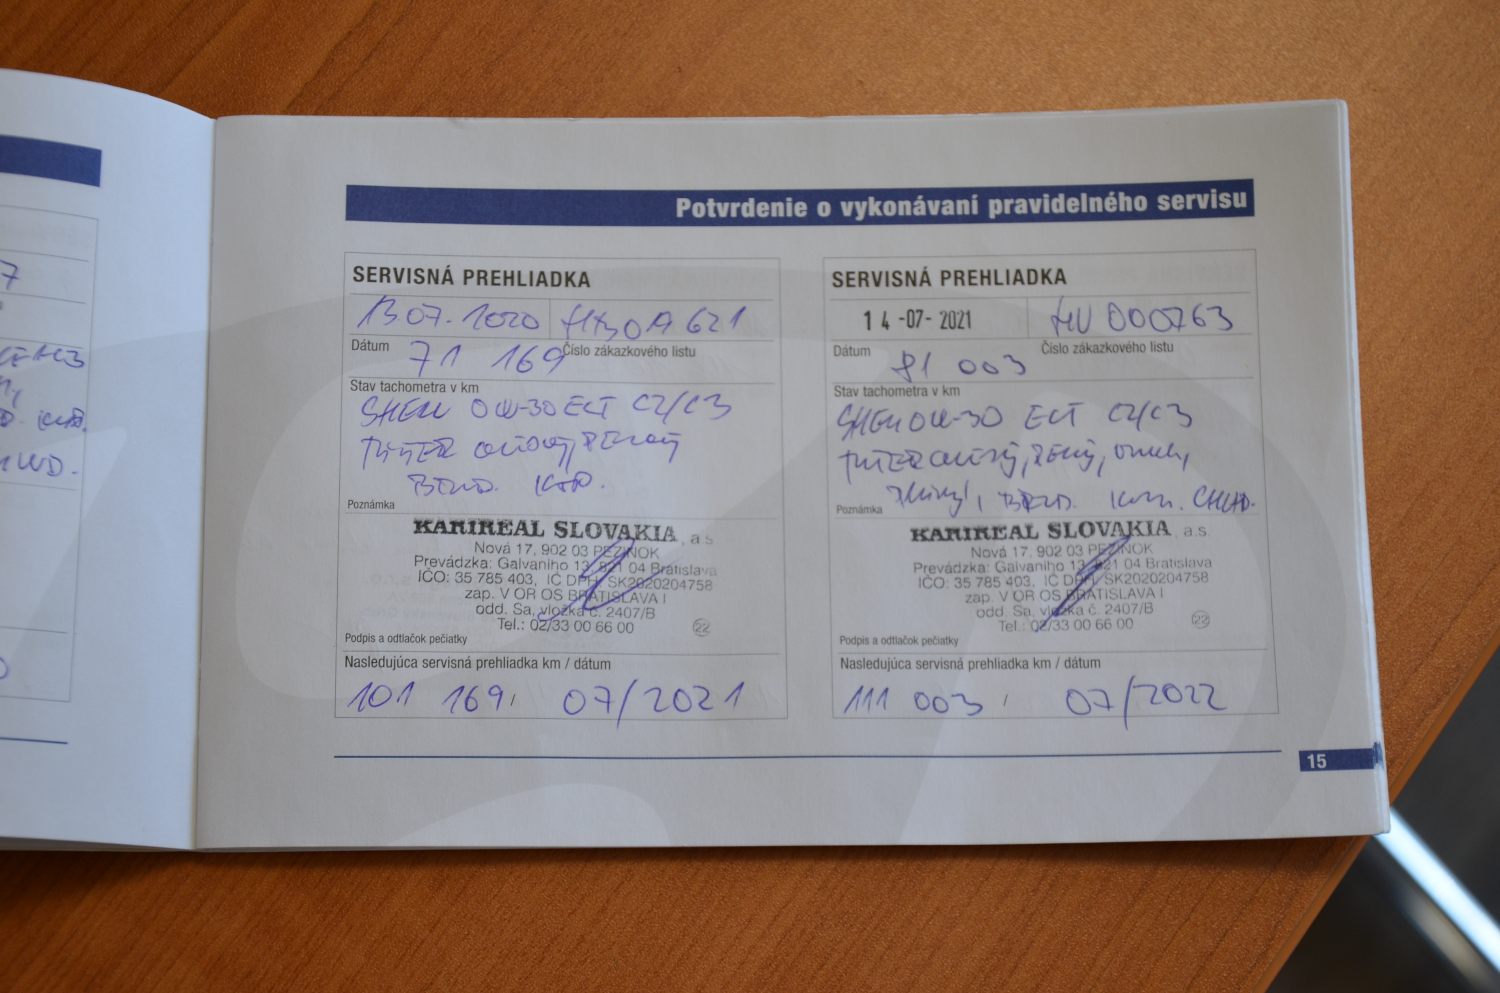 Potvrdenie o vykonávaní pravidelného servisu
SERVISNÁ PREHLIADKA
13 07. 2020
Dátum
Číslo zákazkového listu
71 169
Stav tachometra v km
SHELL 0W-30 ECT C2/C3
FILTER
Poznámka
KARIREAL SLOVAKIA, a.s.
Nová 17, 902 03 PEZINOK
Prevádzka: Galvaniho 13, 821 04 Bratislava
IČO: 35 785 403, IČ DPH: SK2020204758
zap. V OR OS BRATISLAVA I
odd. Sa, vložka č. 2407/B
Tel.: 02/33 00 66 00
22
Podpis a odtlačok pečiatky
Nasledujúca servisná prehliadka km / dátum
101 169, 07/2021
SERVISNÁ PREHLIADKA
14 -07- 2021 000763
Dátum
Číslo zákazkového listu
81 003
Stav tachometra v km
SHELL 0W-30 ECT C2/C3
FILTER
Poznámka
KARIREAL SLOVAKIA, a.s.
Nová 17, 902 03 PEZINOK
Prevádzka: Galvaniho 13, 821 04 Bratislava
IČO: 35 785 403, IČ DPH: SK2020204758
zap. V OR OS BRATISLAVA I
odd. Sa, vložka č. 2407/B
Tel.: 02/33 00 66 00
22
Podpis a odtlačok pečiatky
Nasledujúca servisná prehliadka km / dátum
111 003, 07/2022
15